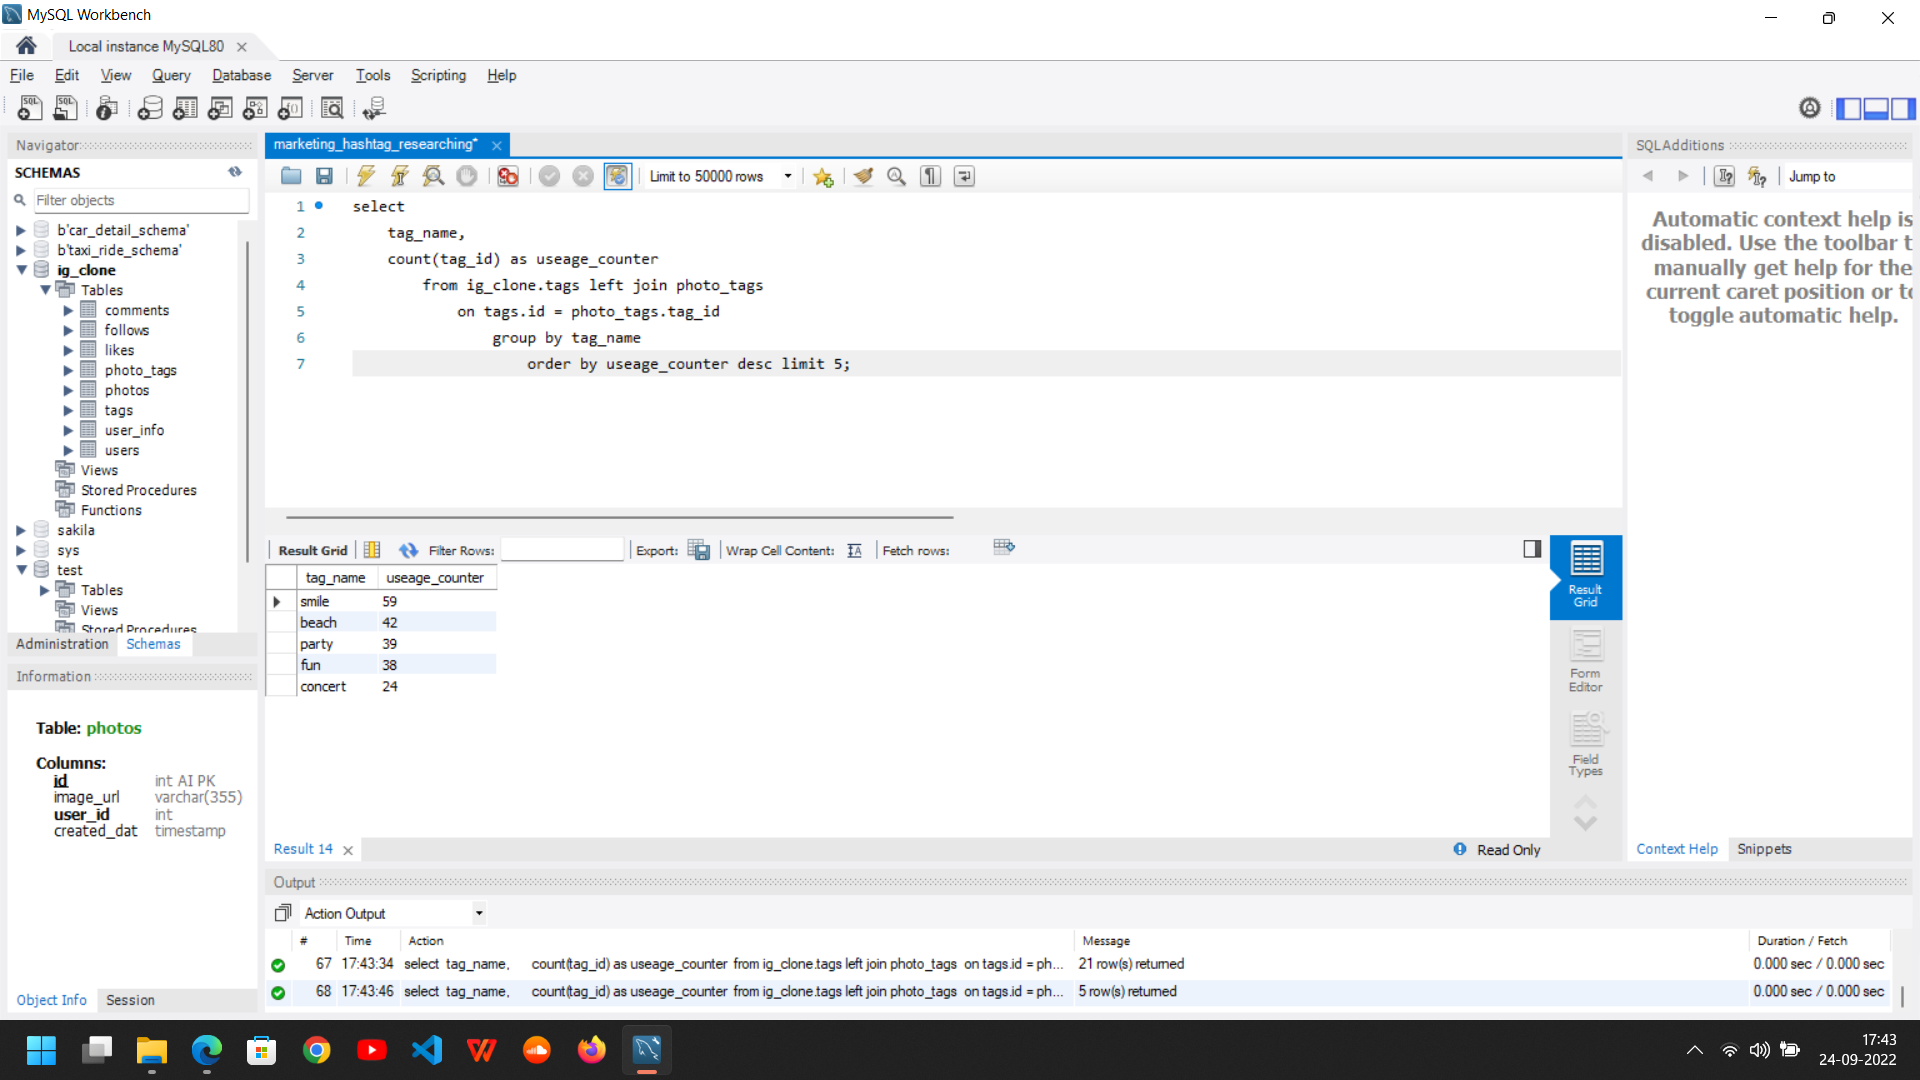 MySQL Workbench
Local instance MySQL80
File Edit View Query Database Server Tools Scripting Help
Navigator
SCHEMAS
Filter objects
b'car_detail_schema'
b'taxi_ride_schema'
ig_clone
Tables
comments
follows
likes
photo_tags
photos
tags
user_info
users
Views
Stored Procedures
Functions
sakila
sys
test
Tables
Views
Stored Procedures
Administration Schemas
Information
Table: photos
Columns:
id int AI PK
image_url varchar(355)
user_id int
created_dat timestamp
Object Info Session
marketing_hashtag_researching*
Limit to 50000 rows
1 select
2 tag_name,
3 count(tag_id) as useage_counter
4 from ig_clone.tags left join photo_tags
5 on tags.id = photo_tags.tag_id
6 group by tag_name
7 order by useage_counter desc limit 5;
Result Grid Filter Rows: Export: Wrap Cell Content: Fetch rows:
tag_name useage_counter
smile 59
beach 42
party 39
fun 38
concert 24
Result
Grid
Form
Editor
Field
Types
Result 14
Read Only
SQLAdditions
Jump to
Automatic context help is
disabled. Use the toolbar t
manually get help for the
current caret position or to
toggle automatic help.
Context Help Snippets
Output
Action Output
# Time Action Message Duration / Fetch
67 17:43:34 select tag_name, count(tag_id) as useage_counter from ig_clone.tags left join photo_tags on tags.id = ph... 21 row(s) returned 0.000 sec / 0.000 sec
68 17:43:46 select tag_name, count(tag_id) as useage_counter from ig_clone.tags left join photo_tags on tags.id = ph... 5 row(s) returned 0.000 sec / 0.000 sec
17:43
24-09-2022